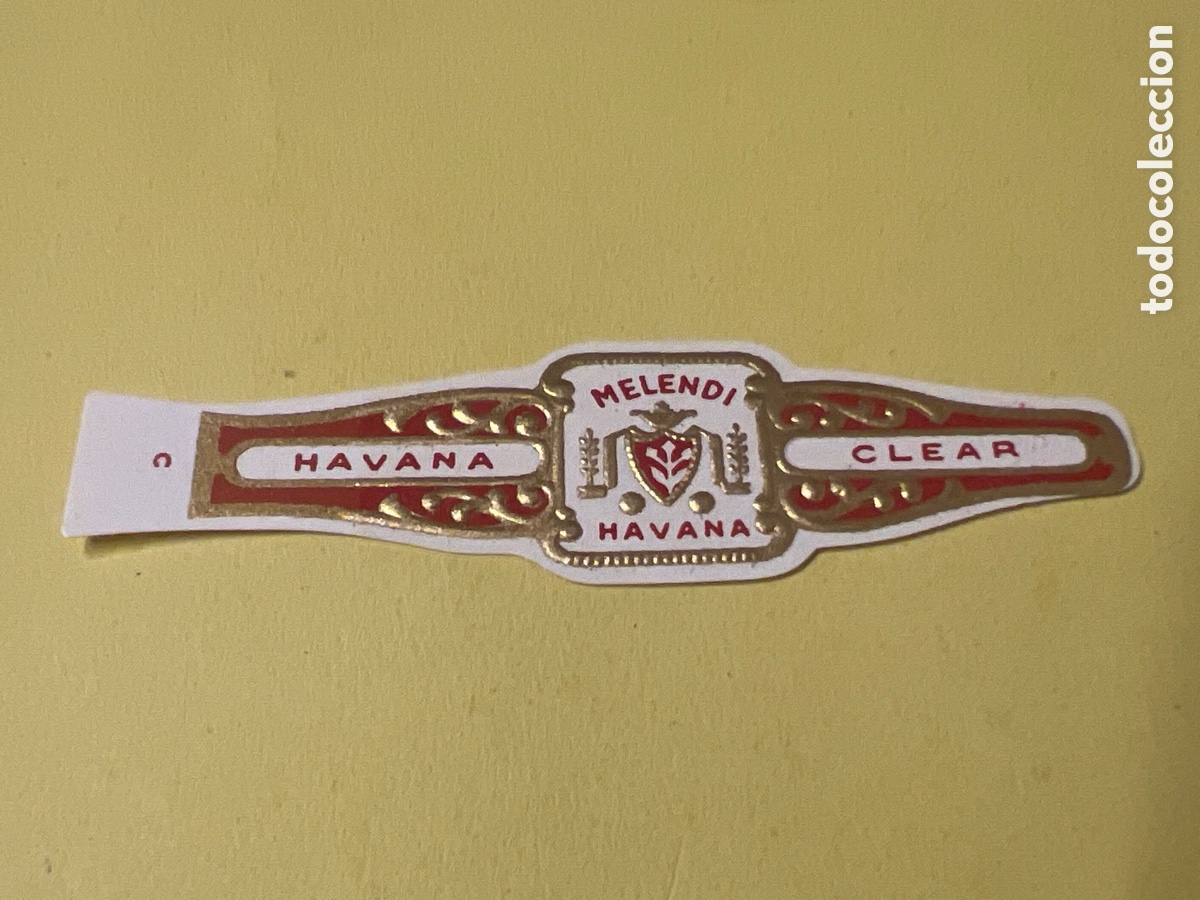 C
HAVANA
MELENDI
HAVANA
CLEAR
todocoleccion